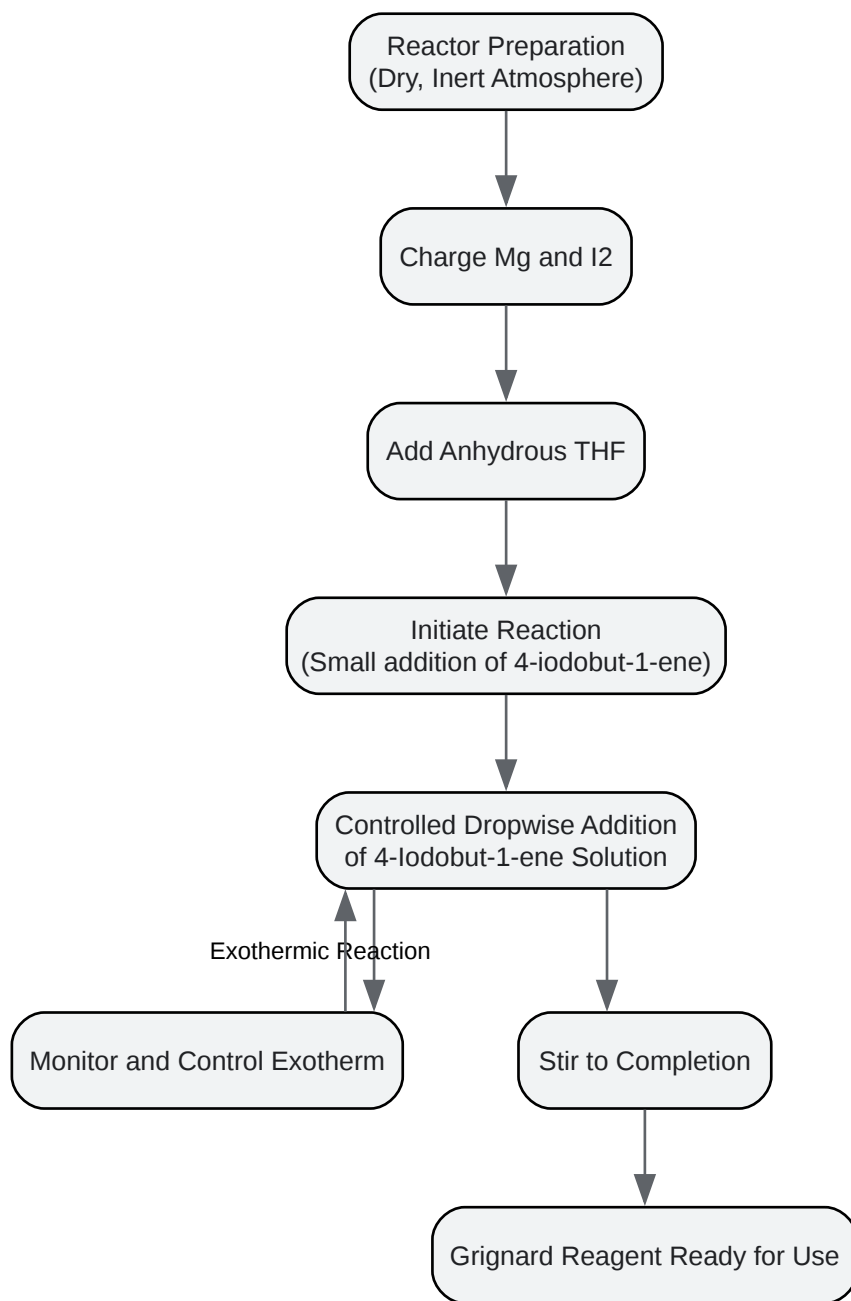 Reactor Preparation
(Dry, Inert Atmosphere)
Charge Mg and I2
Add Anhydrous THF
Initiate Reaction
(Small addition of 4-iodobut-1-ene)
Controlled Dropwise Addition
of 4-Iodobut-1-ene Solution
Exothermic Reaction
Monitor and Control Exotherm
Stir to Completion
Grignard Reagent Ready for Use